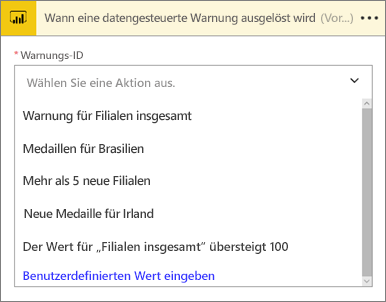 Wann eine datengesteuerte Warnung ausgelöst wird (Vor... •••
* Warnungs-ID
Wählen Sie eine Aktion aus.
Warnung für Filialen insgesamt
Medaillen für Brasilien
Mehr als 5 neue Filialen
Neue Medaille für Irland
Der Wert für „Filialen insgesamt“ übersteigt 100
Benutzerdefinierten Wert eingeben